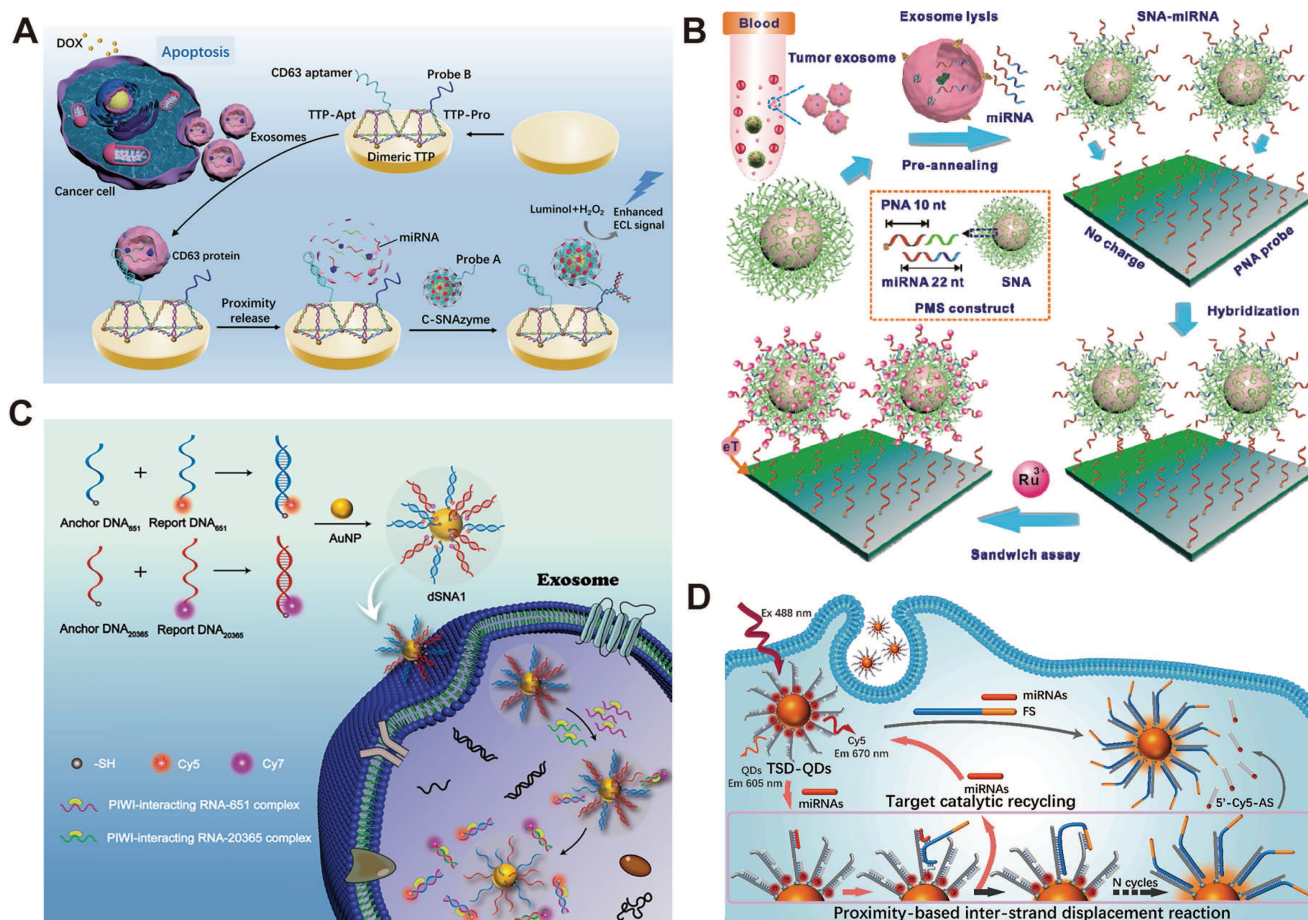 A
DOX
Apoptosis
CD63 aptamer
Probe B
TTP-Apt
TTP-Pro
Exosomes
Dimeric TTP
Cancer cell
Luminol+H₂O₂
Enhanced
ECL signal
CD63 protein
miRNA
Probe A
Proximity
release
C-SNAzyme
B
Blood
Exosome lysis
SNA-miRNA
Tumor exosome
miRNA
Pre-annealing
PNA 10 nt
miRNA 22 nt
SNA
PMS construct
No charge
PNA probe
Hybridization
eT
Ru³⁺
Sandwich assay
C
Anchor DNA₆₅₁
Report DNA₆₅₁
AuNP
dSNA1
Anchor DNA₂₀₃₆₅
Report DNA₂₀₃₆₅
Exosome
-SH
Cy5
Cy7
PIWI-interacting RNA-651 complex
PIWI-interacting RNA-20365 complex
D
Ex 488 nm
miRNAs
FS
Cy5
Em 670 nm
QDs
Em 605 nm
TSD-QDs
miRNAs
miRNAs
Target catalytic recycling
5'-Cy5-AS
N cycles
Proximity-based inter-strand displacement reaction